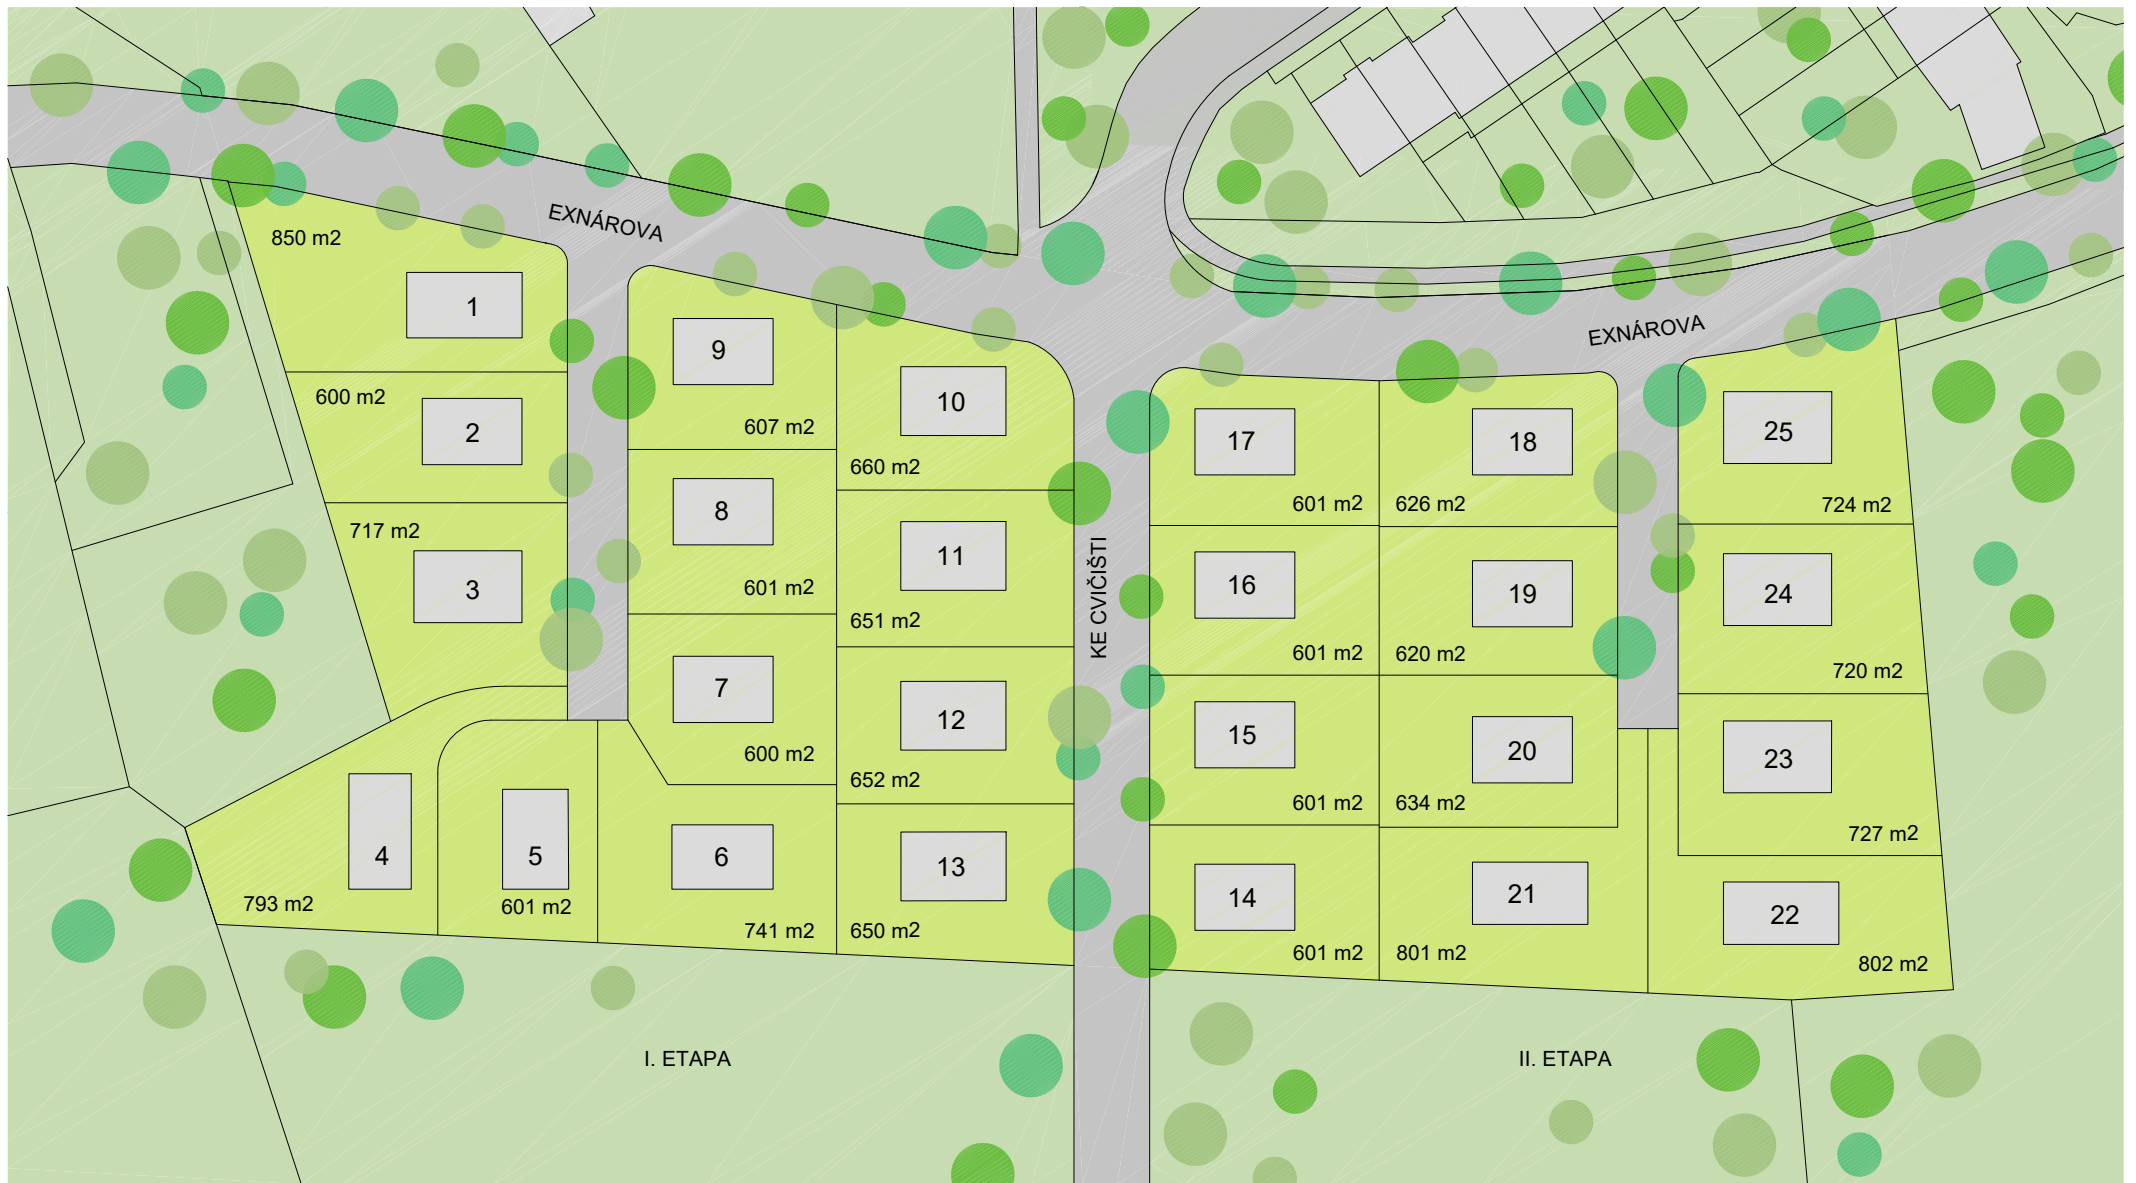 EXNÁROVA
850 m2
1
600 m2
2
717 m2
3
4
793 m2
5
601 m2
6
741 m2
7
600 m2
8
601 m2
9
607 m2
10
660 m2
11
651 m2
12
652 m2
13
650 m2
KE CVIČIŠTI
EXNÁROVA
17
601 m2
16
601 m2
15
601 m2
14
601 m2
18
626 m2
19
620 m2
20
634 m2
21
801 m2
25
724 m2
24
720 m2
23
727 m2
22
802 m2
I. ETAPA
II. ETAPA